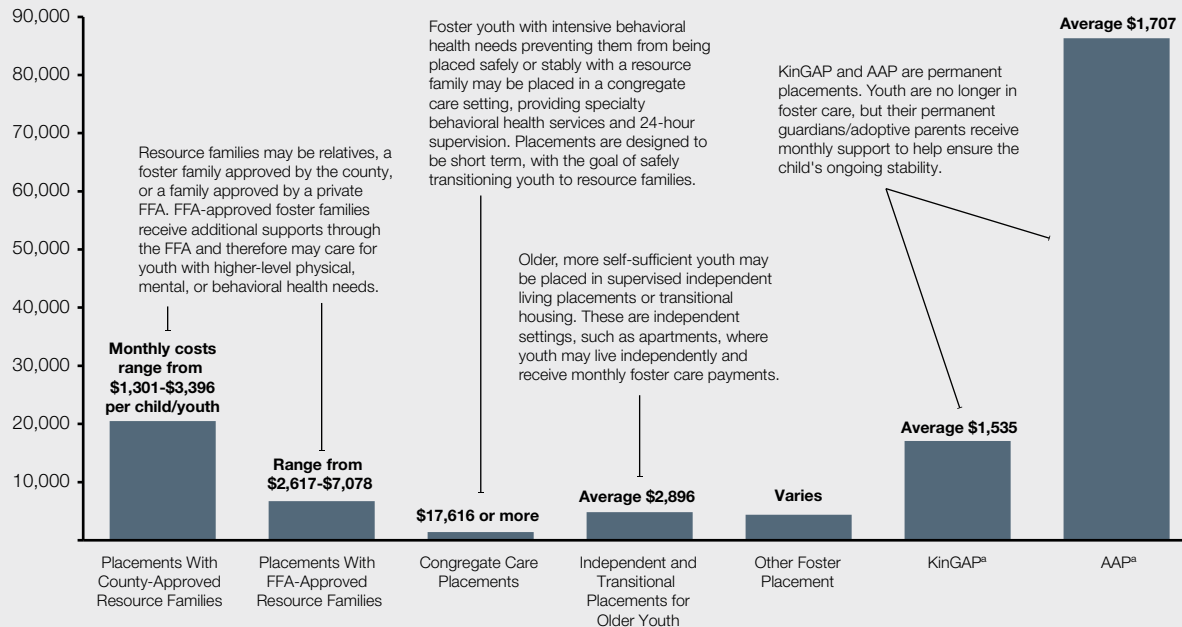 90,000
80,000
70,000
60,000
50,000
40,000
30,000
20,000
10,000
Resource families may be relatives, a
foster family approved by the county,
or a family approved by a private
FFA. FFA-approved foster families
receive additional supports through
the FFA and therefore may care for
youth with higher-level physical,
mental, or behavioral health needs.
Foster youth with intensive behavioral
health needs preventing them from being
placed safely or stably with a resource
family may be placed in a congregate
care setting, providing specialty
behavioral health services and 24-hour
supervision. Placements are designed to
be short term, with the goal of safely
transitioning youth to resource families.
Older, more self-sufficient youth may
be placed in supervised independent
living placements or transitional
housing. These are independent
settings, such as apartments, where
youth may live independently and
receive monthly foster care payments.
KinGAP and AAP are permanent
placements. Youth are no longer in
foster care, but their permanent
guardians/adoptive parents receive
monthly support to help ensure the
child's ongoing stability.
Monthly costs
range from
$1,301-$3,396
per child/youth
Range from
$2,617-$7,078
$17,616 or more
Average $2,896
Varies
Average $1,535
Average $1,707
Placements With
County-Approved
Resource Families
Placements With
FFA-Approved
Resource Families
Congregate Care
Placements
Independent and
Transitional
Placements for
Older Youth
Other Foster
Placement
KinGAPª
AAPª